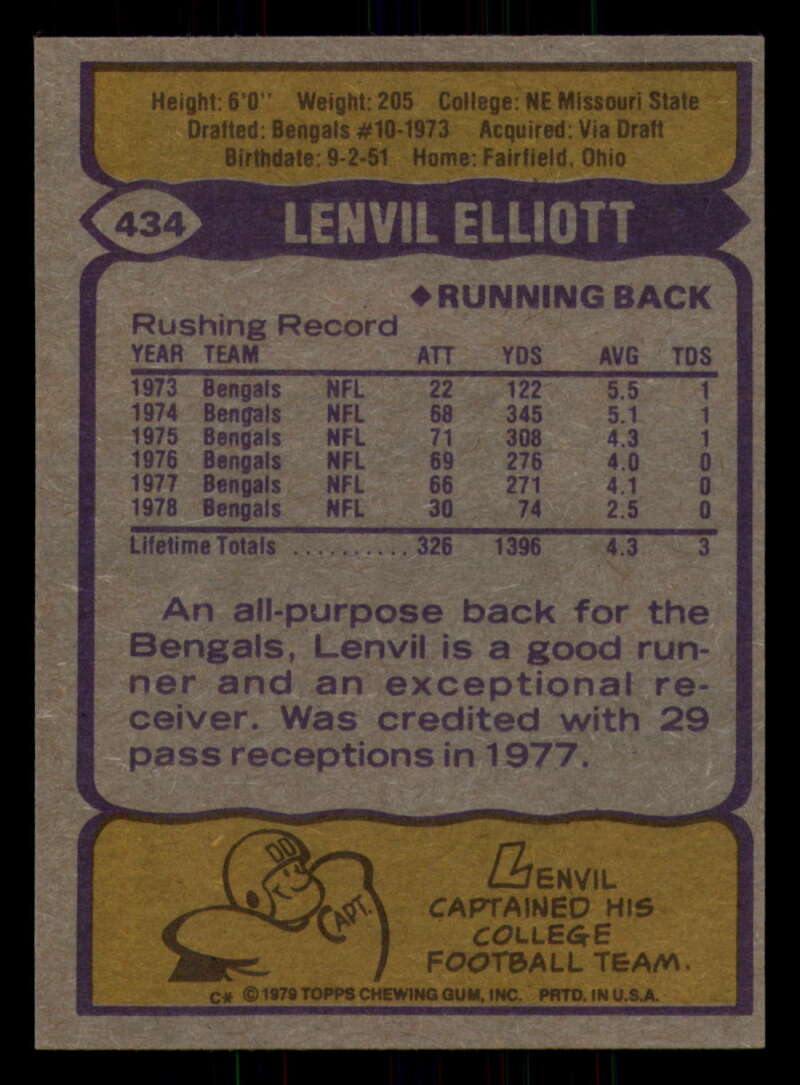 Height: 6'0" Weight: 205 College: NE Missouri State
Drafted: Bengals #10-1973 Acquired: Via Draft
Birthdate: 9-2-51 Home: Fairfield, Ohio
434 LENVIL ELLIOTT
◆RUNNING BACK
Rushing Record
YEAR TEAM ATT YDS AVG TDS
1973 Bengals NFL 22 122 5.5 1
1974 Bengals NFL 68 345 5.1 1
1975 Bengals NFL 71 308 4.3 1
1976 Bengals NFL 69 276 4.0 0
1977 Bengals NFL 66 271 4.1 0
1978 Bengals NFL 30 74 2.5 0
Lifetime Totals .......... 326 1396 4.3 3
An all-purpose back for the
Bengals, Lenvil is a good run-
ner and an exceptional re-
ceiver. Was credited with 29
pass receptions in 1977.
DD
CAPT.
LENVIL
CAPTAINED HIS
COLLEGE
FOOTBALL TEAM.
C* © 1979 TOPPS CHEWING GUM, INC. PRTD. IN U.S.A.